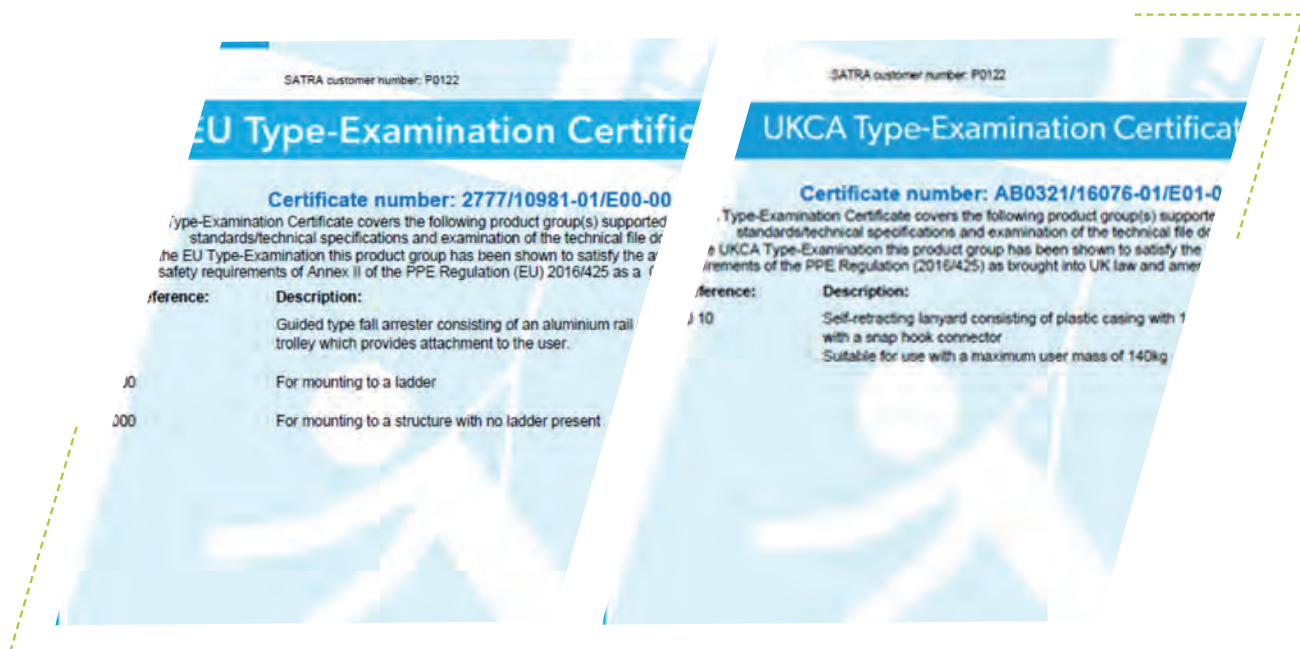 SATRA customer number: P0122
EU Type-Examination Certific
Certificate number: 2777/10981-01/E00-00
Type-Examination Certificate covers the following product group(s) supported
standards/technical specifications and examination of the technical file do
he EU Type-Examination this product group has been shown to satisfy the a
safety requirements of Annex II of the PPE Regulation (EU) 2016/425 as a
ference: Description:
Guided type fall arrester consisting of an aluminium rail
trolley which provides attachment to the user.
For mounting to a ladder
000 For mounting to a structure with no ladder present
SATRA customer number: P0122
UKCA Type-Examination Certificat
Certificate number: AB0321/16076-01/E01-0
Type-Examination Certificate covers the following product group(s) supporte
standards/technical specifications and examination of the technical file de
e UKCA Type-Examination this product group has been shown to satisfy the
irements of the PPE Regulation (2016/425) as brought into UK law and amen
ference: Description:
10 Self-retracting lanyard consisting of plastic casing with 1
with a snap hook connector
Suitable for use with a maximum user mass of 140kg